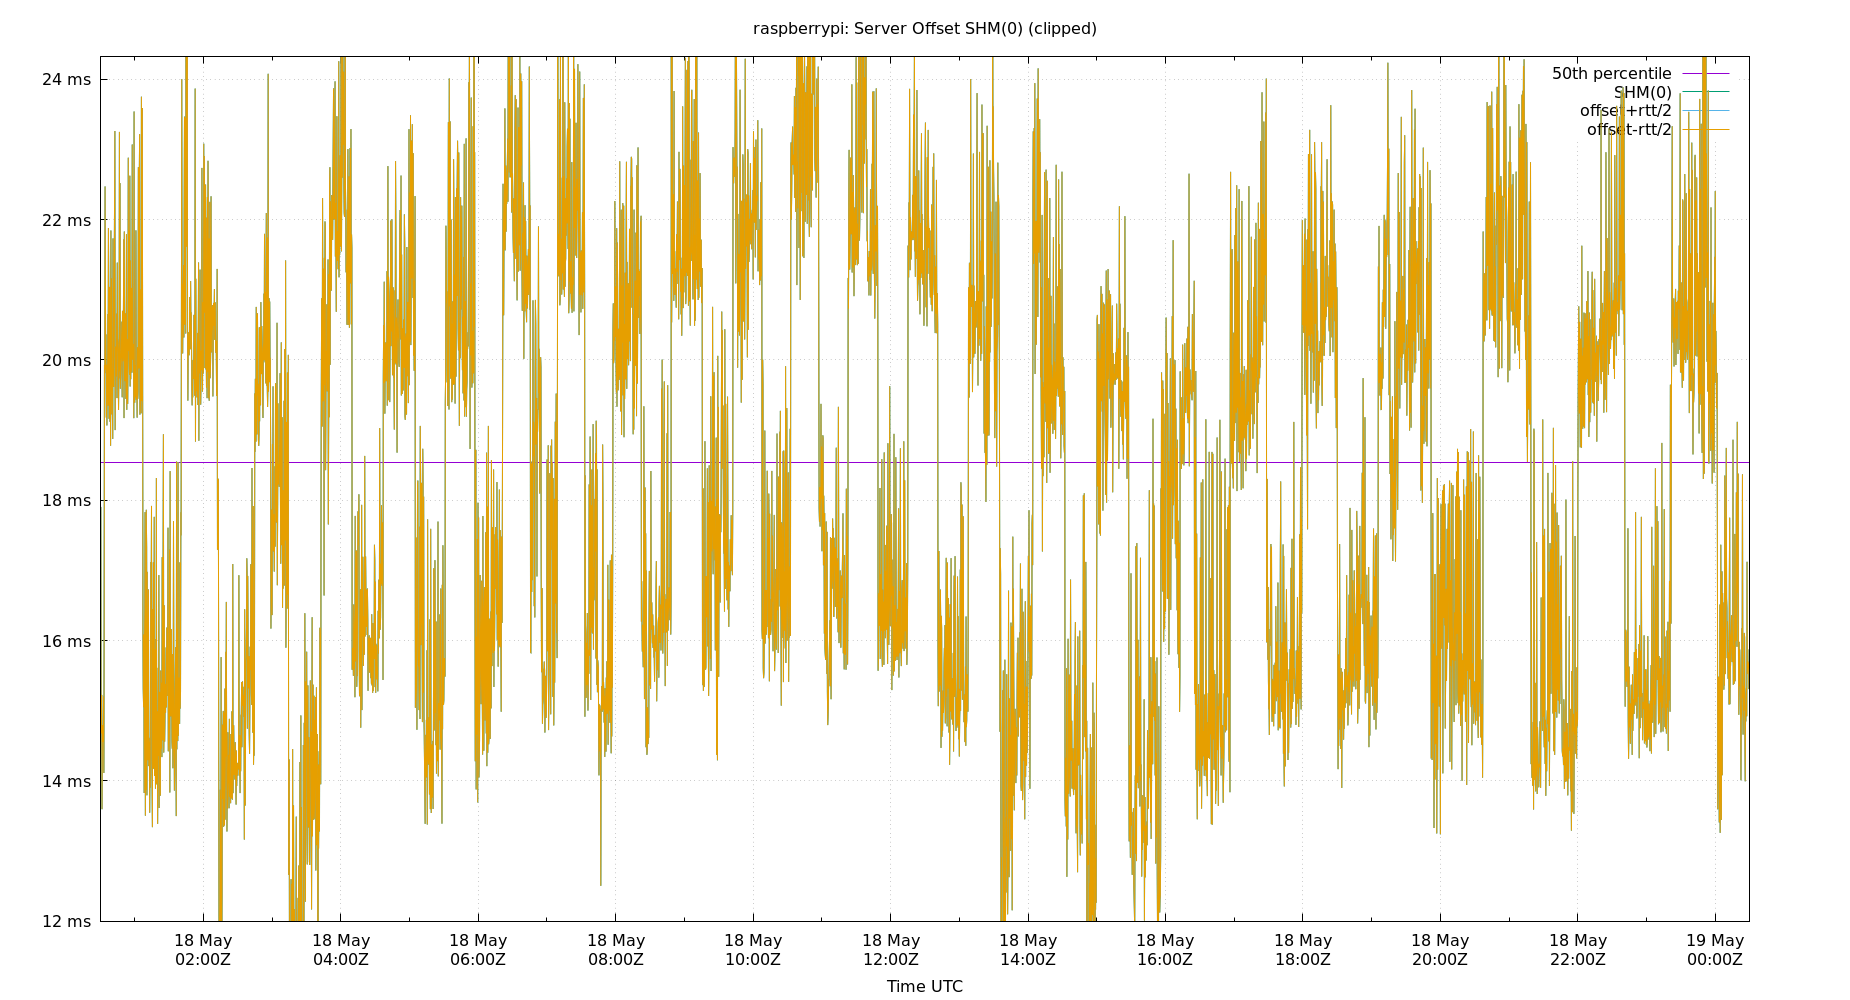 raspberrypi: Server Offset SHM(0) (clipped)
50th percentile
SHM(0)
offset+rtt/2
offset-rtt/2
24 ms
22 ms
20 ms
18 ms
16 ms
14 ms
12 ms
18 May 18 May 18 May 18 May 18 May 18 May 18 May 18 May 18 May 18 May 18 May 19 May
02:00Z 04:00Z 06:00Z 08:00Z 10:00Z 12:00Z 14:00Z 16:00Z 18:00Z 20:00Z 22:00Z 00:00Z
Time UTC